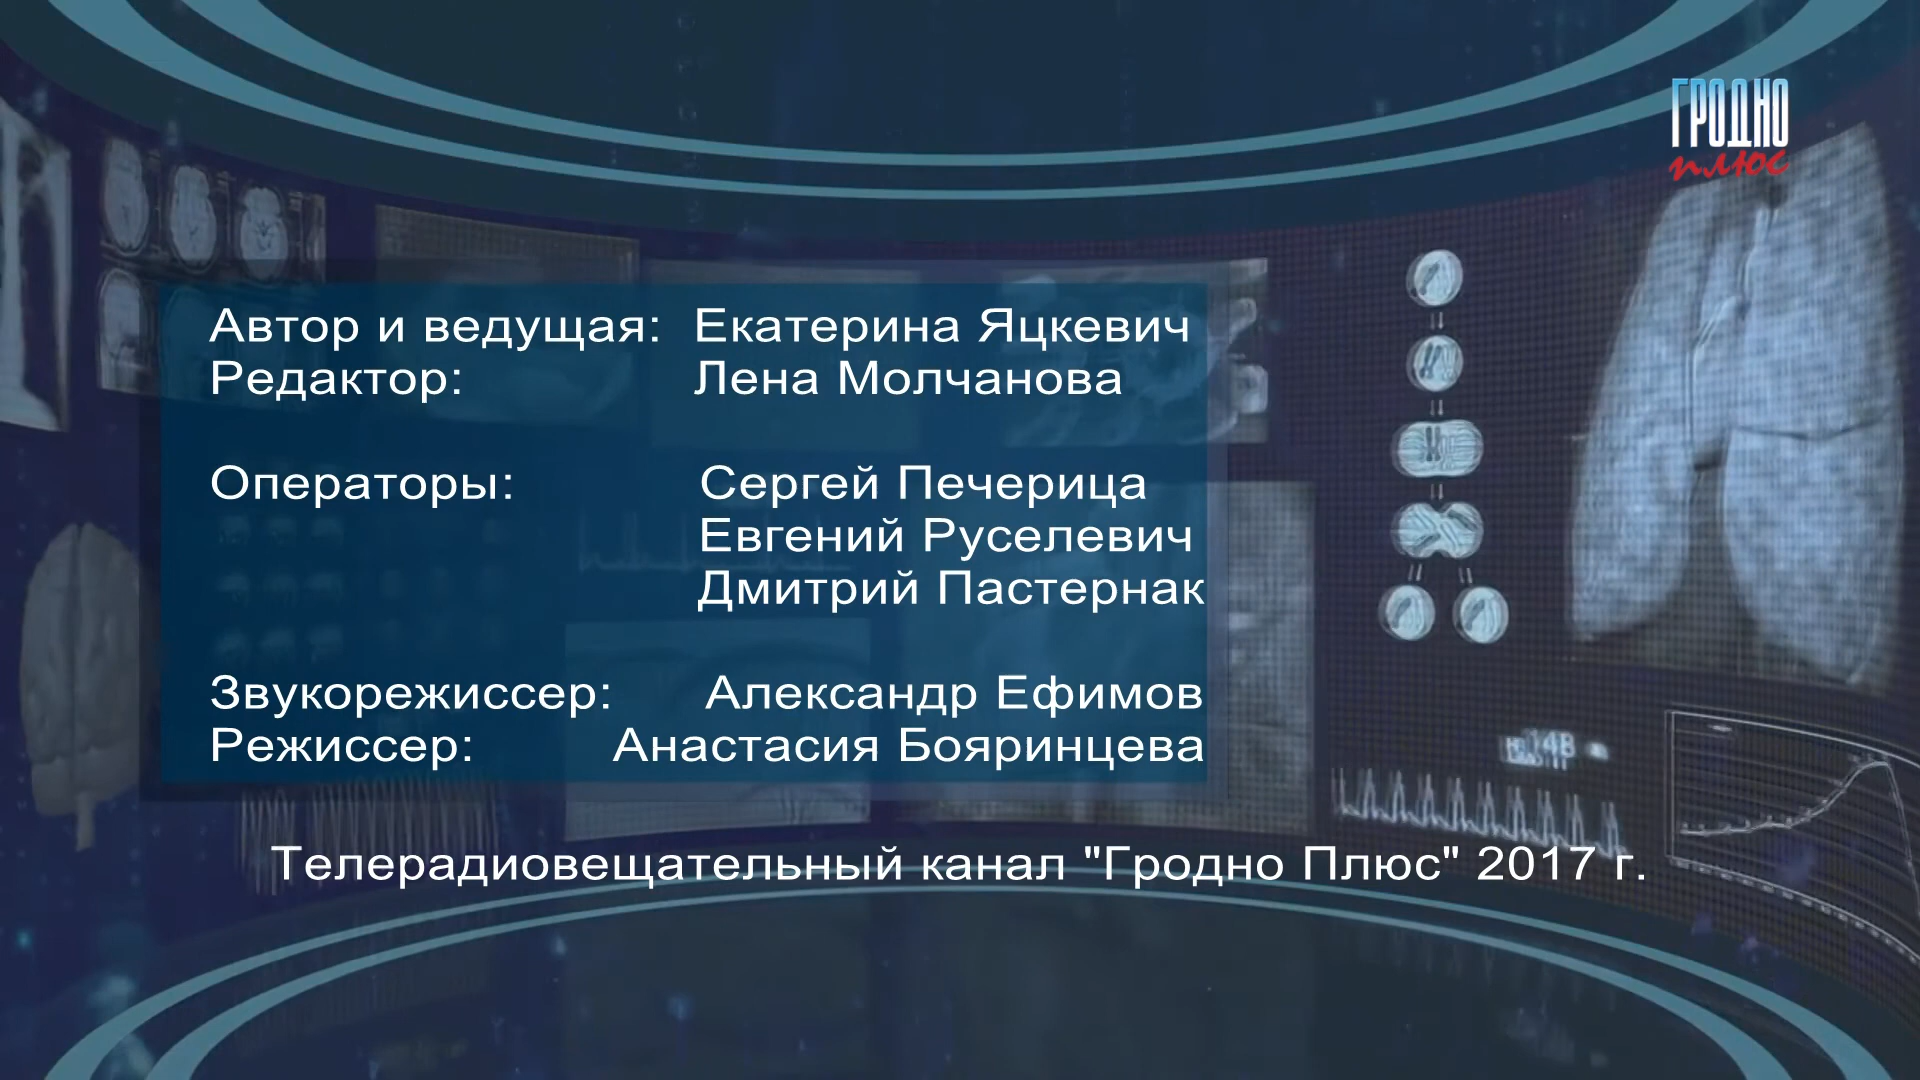 ГРОДНО
плюс
Автор и ведущая: Екатерина Яцкевич
Редактор: Лена Молчанова
Операторы: Сергей Печерица
Евгений Руселевич
Дмитрий Пастернак
Звукорежиссер: Александр Ефимов
Режиссер: Анастасия Бояринцева
Телерадиовещательный канал "Гродно Плюс" 2017 г.